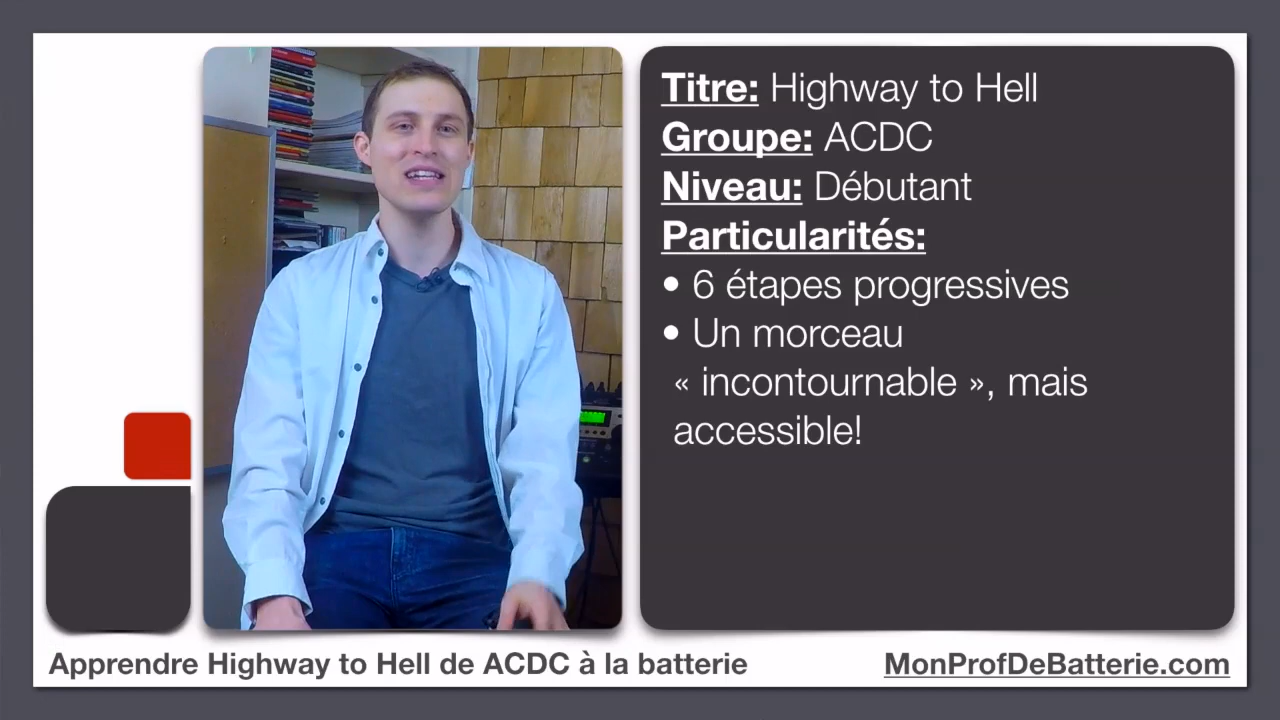 Titre: Highway to Hell
Groupe: ACDC
Niveau: Débutant
Particularités:
• 6 étapes progressives
• Un morceau
« incontournable », mais
accessible!
Apprendre Highway to Hell de ACDC à la batterie
MonProfDeBatterie.com